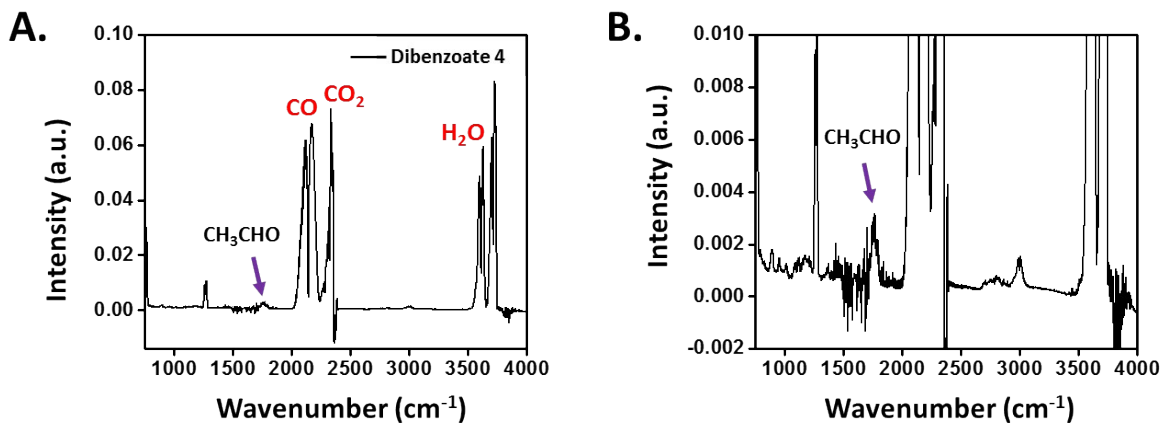 A.
Intensity (a.u.)
0.10
0.08
0.06
0.04
0.02
0.00
Dibenzoate 4
CO
CO₂
H₂O
CH₃CHO
1000 1500 2000 2500 3000 3500 4000
Wavenumber (cm⁻¹)
B.
Intensity (a.u.)
0.010
0.008
0.006
0.004
0.002
0.000
-0.002
CH₃CHO
1000 1500 2000 2500 3000 3500 4000
Wavenumber (cm⁻¹)